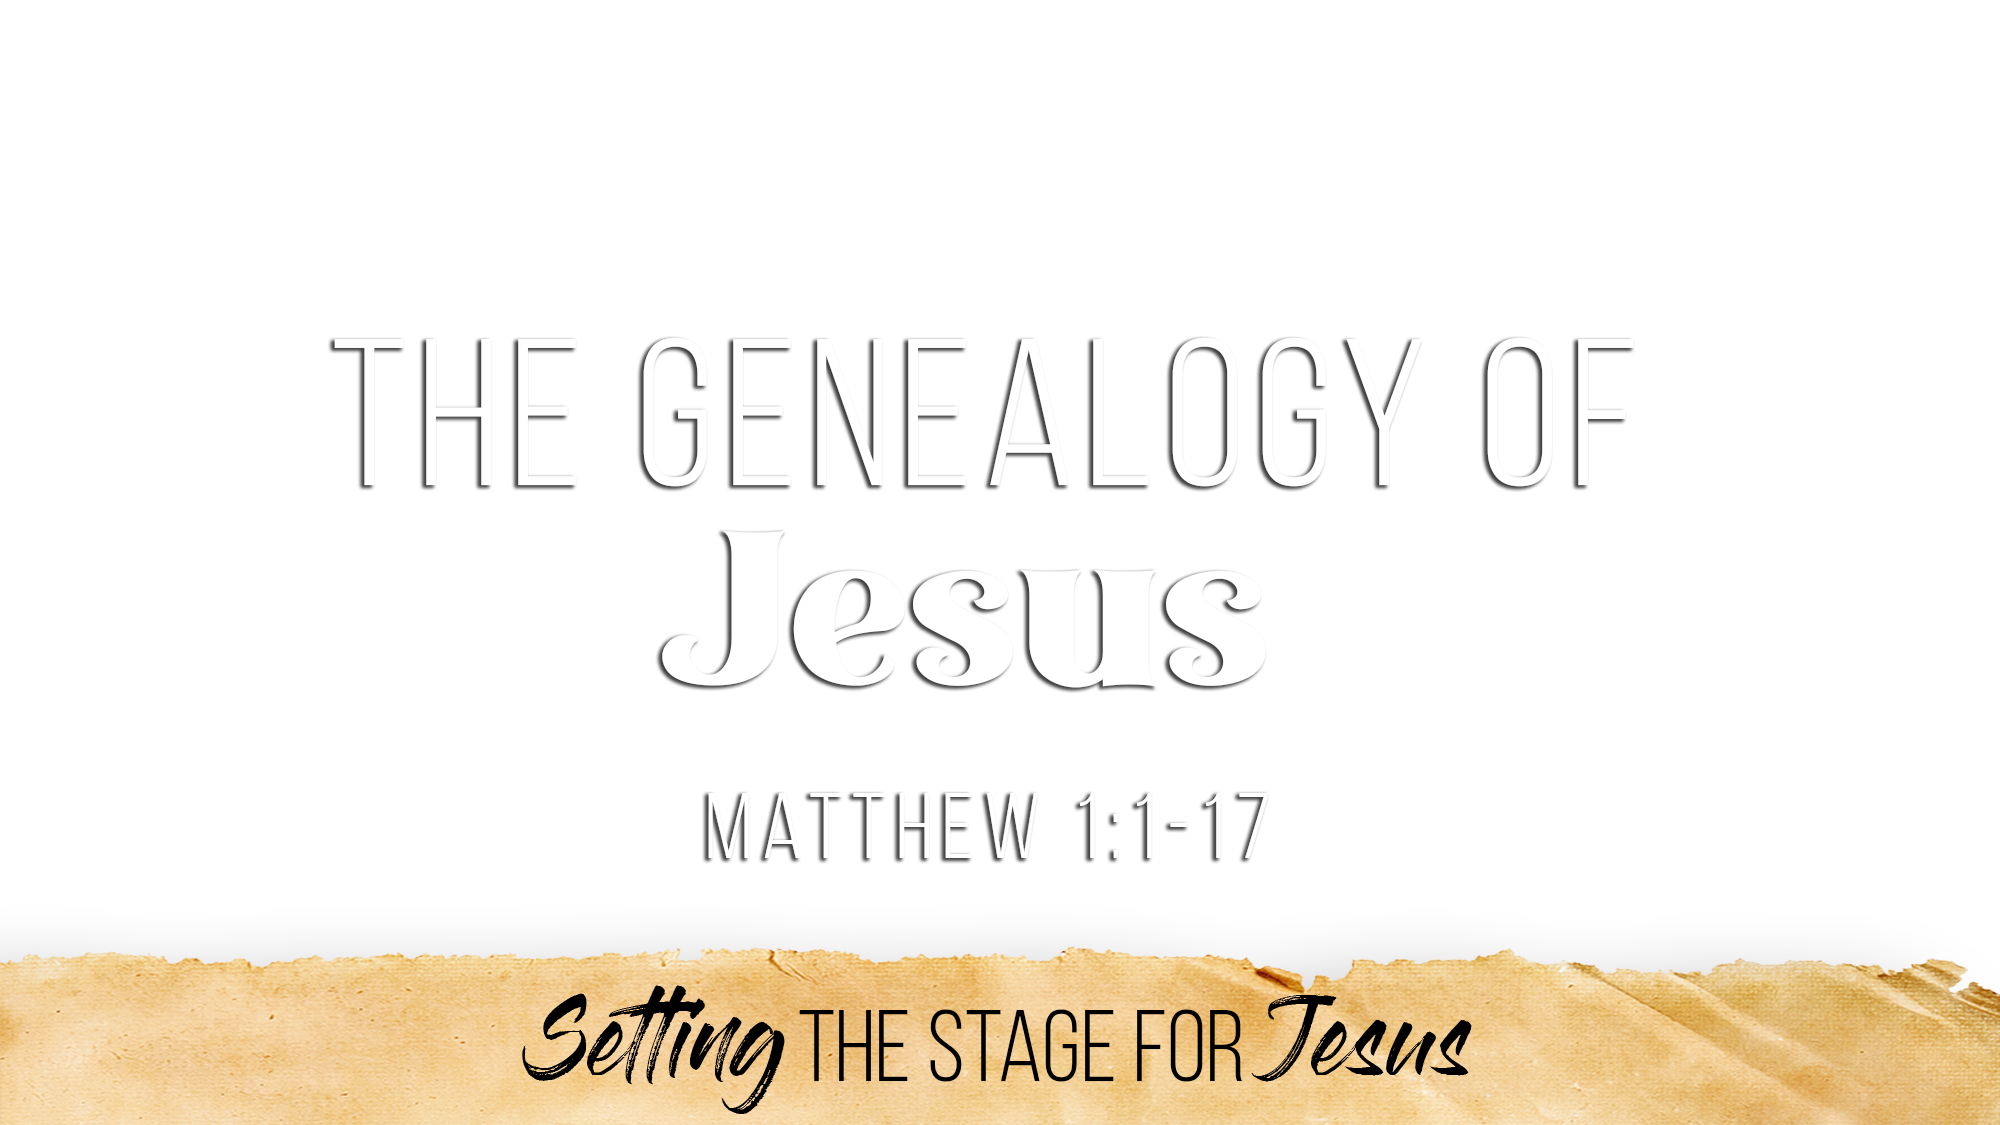 THE GENEALOGY OF
Jesus
MATTHEW 1:1-17
Setting THE STAGE FOR Jesus